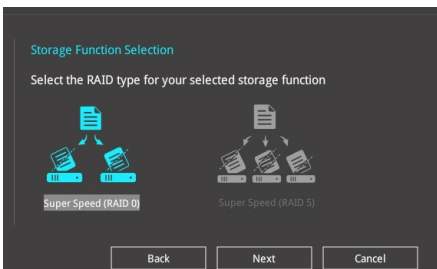 Storage Function Selection
Select the RAID type for your selected storage function
Super Speed (RAID 0)
Super Speed (RAID 5)
Back
Next
Cancel